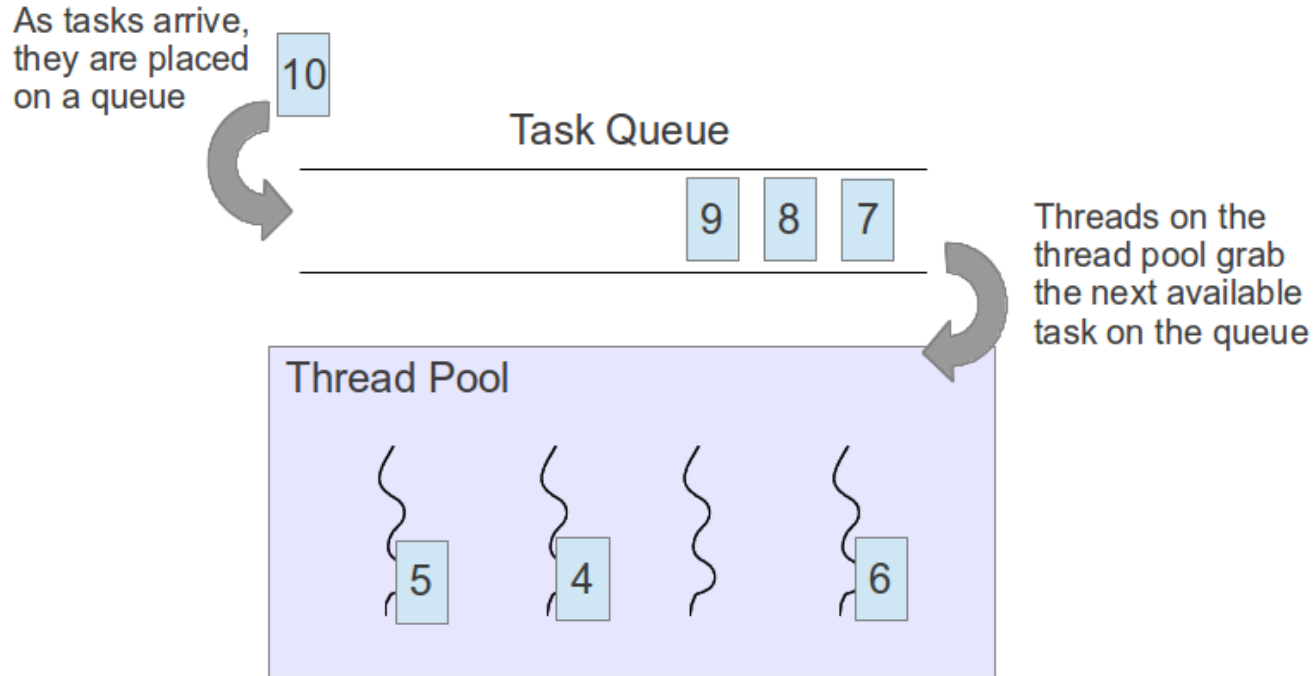 As tasks arrive,
they are placed
on a queue
10
Task Queue
9 8 7
Threads on the
thread pool grab
the next available
task on the queue
Thread Pool
5 4 6